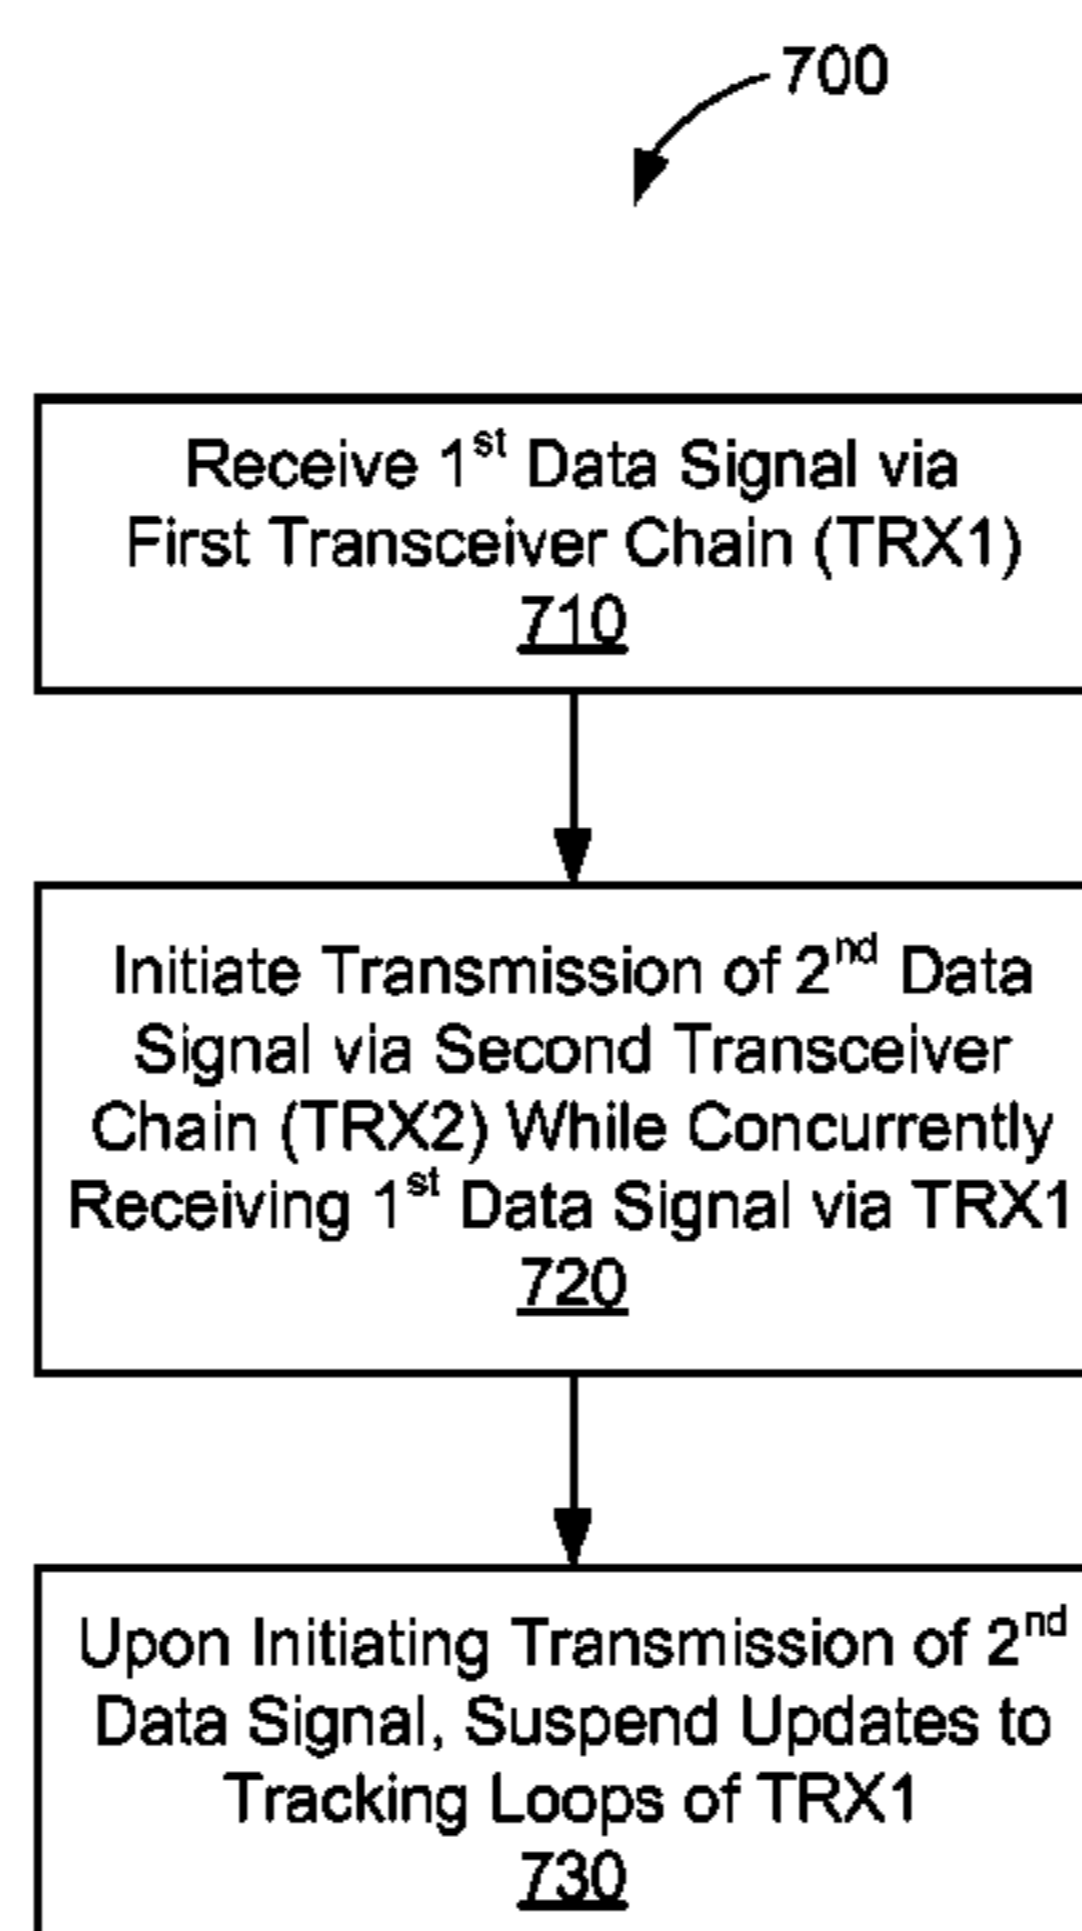 700
Receive 1st Data Signal via
First Transceiver Chain (TRX1)
710
Initiate Transmission of 2nd Data
Signal via Second Transceiver
Chain (TRX2) While Concurrently
Receiving 1st Data Signal via TRX1
720
Upon Initiating Transmission of 2nd
Data Signal, Suspend Updates to
Tracking Loops of TRX1
730